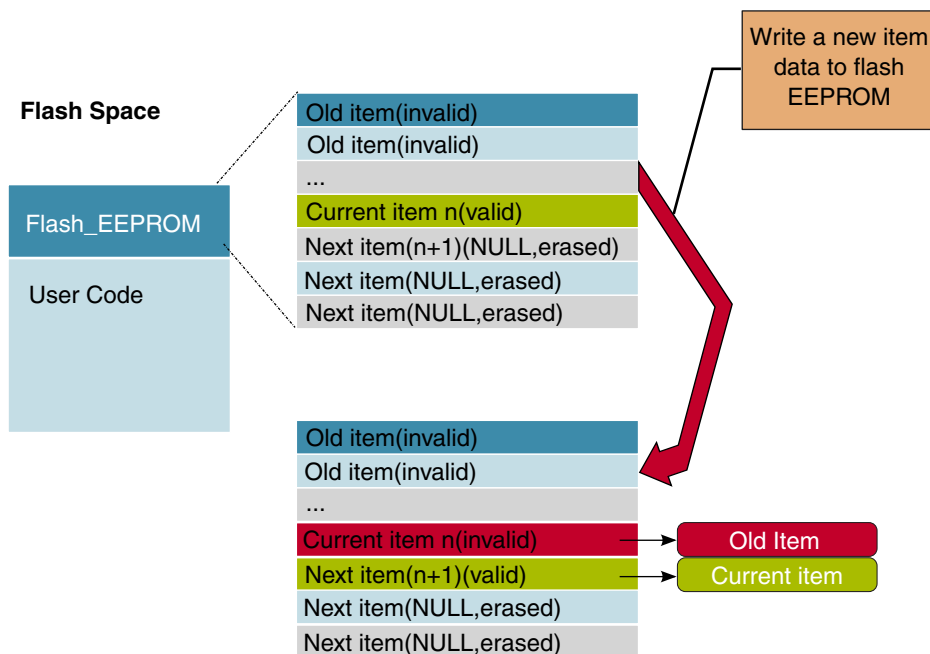 Write a new item
data to flash
EEPROM
Flash Space
Flash_EEPROM
User Code
Old item(invalid)
Old item(invalid)
...
Current item n(valid)
Next item(n+1)(NULL,erased)
Next item(NULL,erased)
Next item(NULL,erased)
Old item(invalid)
Old item(invalid)
...
Current item n(invalid)
Old Item
Next item(n+1)(valid)
Current item
Next item(NULL,erased)
Next item(NULL,erased)